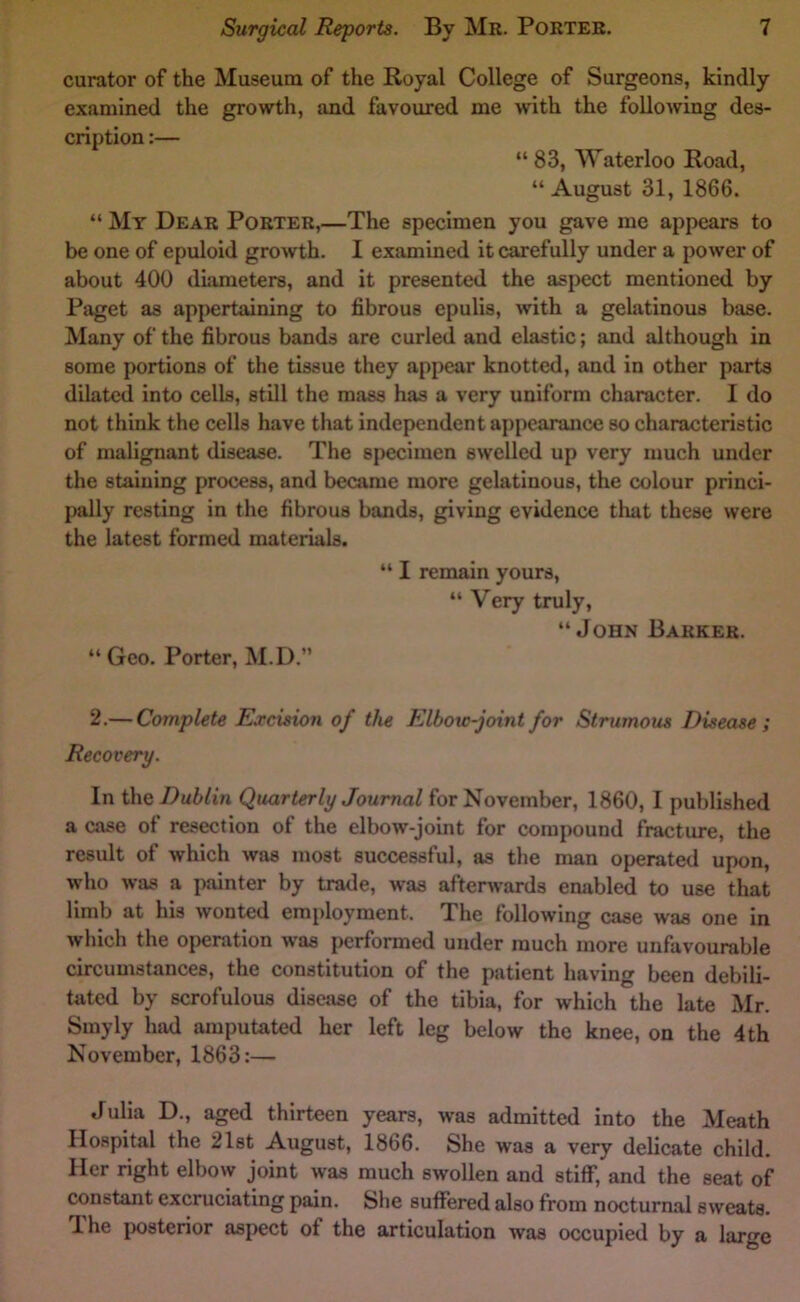 Surgical Reports. By Mr. Porter. 7
curator of the Museum of the Royal College of Surgeons, kindly
examined the growth, and favoured me with the following des-
cription:—
“ 83, Waterloo Road,
“ August 31, 1866.
“ My Dear Porter,—The specimen you gave me appears to
be one of epuloid growth. I examined it carefully under a power of
about 400 diameters, and it presented the aspect mentioned by
Paget as appertaining to fibrous epulis, with a gelatinous base.
Many of the fibrous bands are curled and elastic; and although in
some portions of the tissue they appear knotted, and in other parts
dilated into cells, still the mass has a very uniform character. I do
not think the cells have that independent appearance so characteristic
of malignant disease. The specimen swelled up very much under
the staining process, and became more gelatinous, the colour princi-
pally resting in the fibrous bands, giving evidence that these were
the latest formed materials.
“ I remain yours,
“ Very truly,
“ John Barker.
“ Geo. Porter, M.D.”
2.—Complete Excision of the Elbow-joint for Strumous Disease ;
Recovery.
In the Dublin Quarterly Journal for November, 1860, I published
a case of resection of the elbow-joint for compound fracture, the
result of which was most successful, as the man operated upon,
who was a painter by trade, was afterwards enabled to use that
limb at his wonted employment. The following case was one in
which the operation was performed under much more unfavourable
circumstances, the constitution of the patient having been debili-
tated by scrofulous disease of the tibia, for which the late Mr.
Smyly had amputated her left leg below the knee, on the 4th
November, 1863:—
Julia D., aged thirteen years, was admitted into the Meath
Hospital the 21st August, 1866. She was a very delicate child.
Her right elbow joint was much swollen and stiff, and the seat of
constant excruciating pain. She suffered also from nocturnal sweats.
The posterior aspect of the articulation was occupied by a large